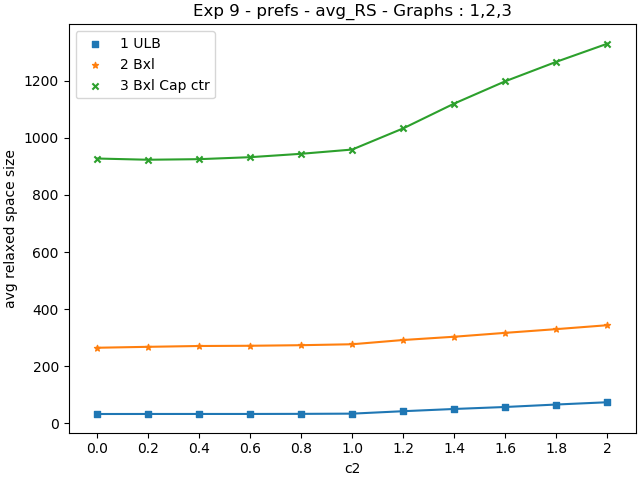 Exp 9 - prefs - avg_RS - Graphs : 1,2,3
1 ULB
2 Bxl
3 Bxl Cap ctr
avg relaxed space size
1200
1000
800
600
400
200
0
0.0 0.2 0.4 0.6 0.8 1.0 1.2 1.4 1.6 1.8 2
c2